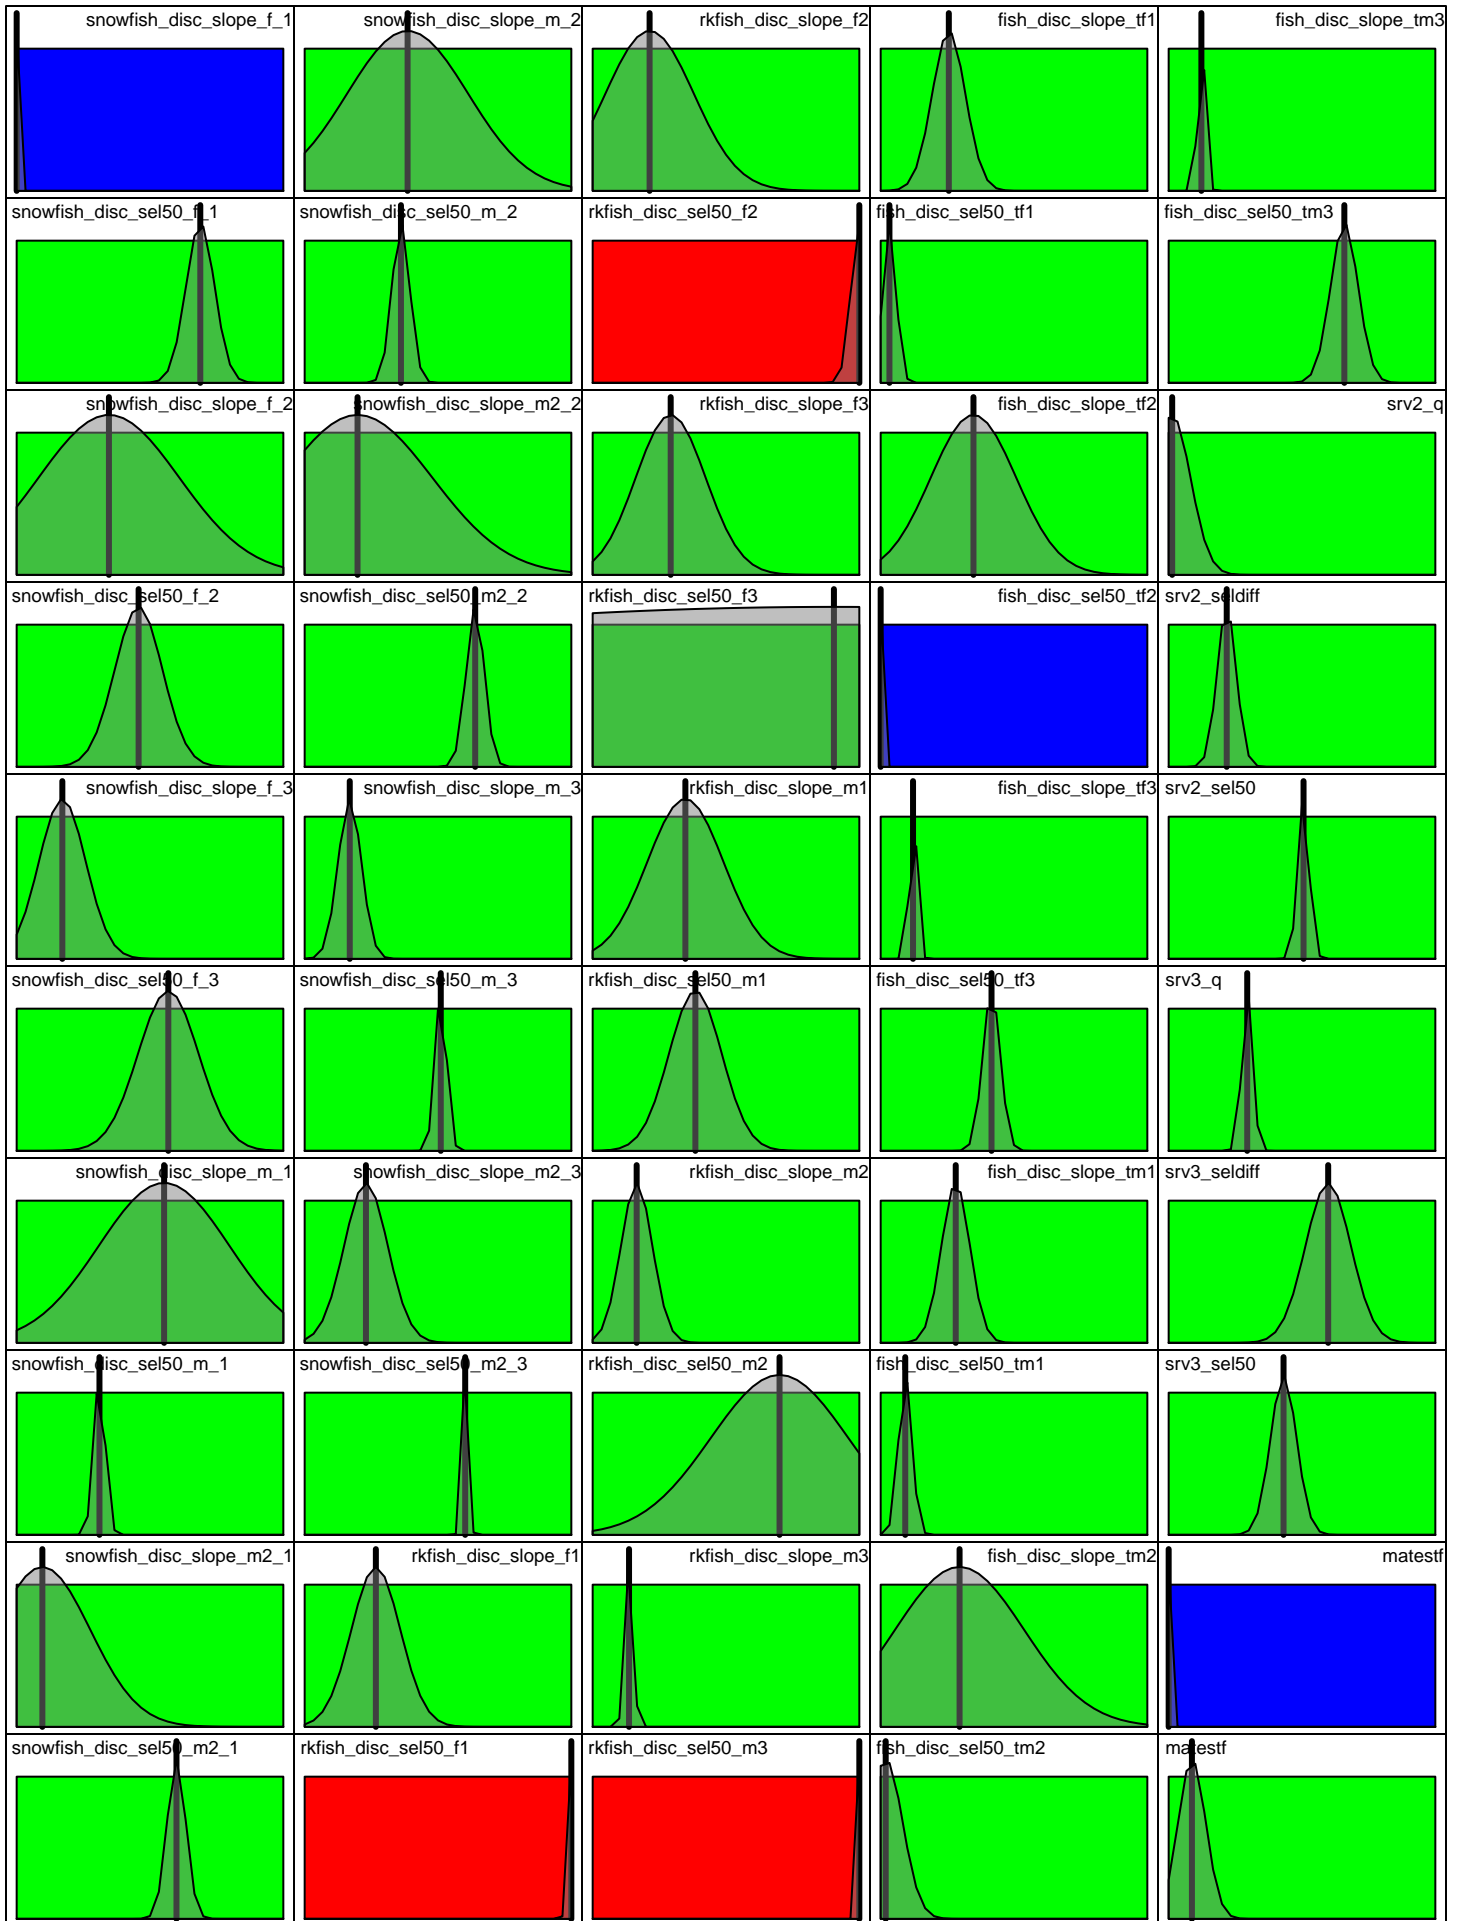 snowfish_disc_slope_f_1
snowfish_disc_slope_m_2
rkfish_disc_slope_f2
fish_disc_slope_tf1
fish_disc_slope_tm3
snowfish_disc_sel50_f_1
snowfish_disc_sel50_m_2
rkfish_disc_sel50_f2
fish_disc_sel50_tf1
fish_disc_sel50_tm3
snowfish_disc_slope_f_2
snowfish_disc_slope_m2_2
rkfish_disc_slope_f3
fish_disc_slope_tf2
srv2_q
snowfish_disc_sel50_f_2
snowfish_disc_sel50_m2_2
rkfish_disc_sel50_f3
fish_disc_sel50_tf2
srv2_seldiff
snowfish_disc_slope_f_3
snowfish_disc_slope_m_3
rkfish_disc_slope_m1
fish_disc_slope_tf3
srv2_sel50
snowfish_disc_sel50_f_3
snowfish_disc_sel50_m_3
rkfish_disc_sel50_m1
fish_disc_sel50_tf3
srv3_q
snowfish_disc_slope_m_1
snowfish_disc_slope_m2_3
rkfish_disc_slope_m2
fish_disc_slope_tm1
srv3_seldiff
snowfish_disc_sel50_m_1
snowfish_disc_sel50_m2_3
rkfish_disc_sel50_m2
fish_disc_sel50_tm1
srv3_sel50
snowfish_disc_slope_m2_1
rkfish_disc_slope_f1
rkfish_disc_slope_m3
fish_disc_slope_tm2
matestf
snowfish_disc_sel50_m2_1
rkfish_disc_sel50_f1
rkfish_disc_sel50_m3
fish_disc_sel50_tm2
matestf